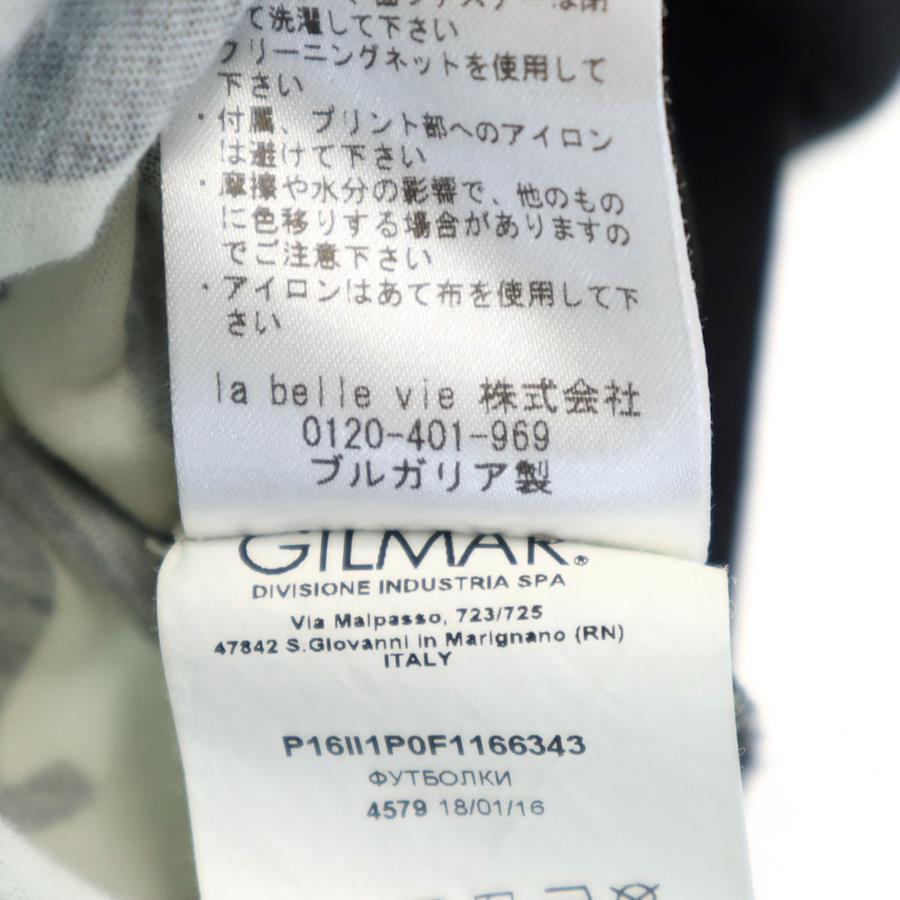 て洗濯して下さい
クリーニングネットを使用して
下さい
・付属、プリント部へのアイロン
は避けて下さい
・摩擦や水分の影響で、他のもの
に色移りする場合がありますの
でご注意下さい
・アイロンはあて布を使用して下
さい
la belle vie 株式会社
0120-401-969
ブルガリア製
GILMAR®
DIVISIONE INDUSTRIA SPA
Via Malpasso, 723/725
47842 S.Giovanni in Marignano (RN)
ITALY
P16II1P0F1166343
ФУТБОЛКИ
4579 18/01/16